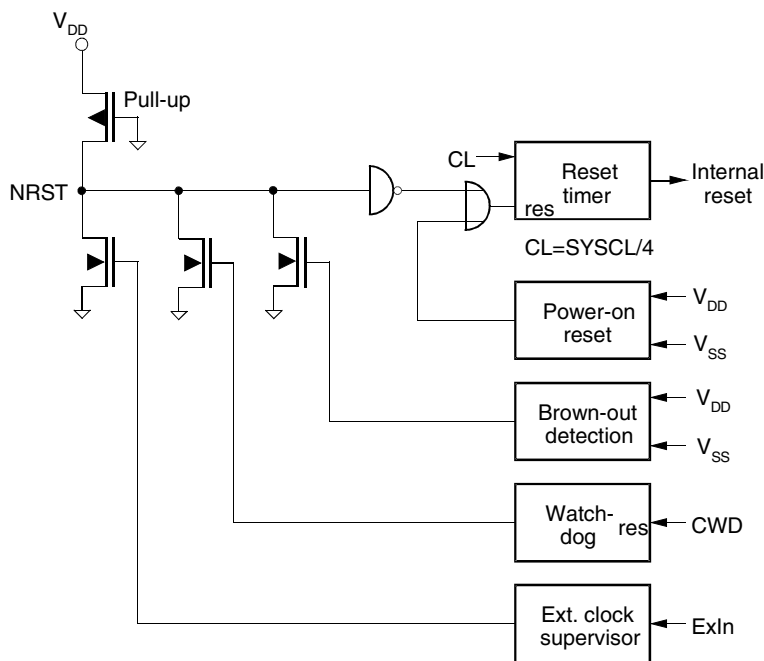 VDD
Pull-up
NRST
CL
Reset
timer
res
Internal
reset
CL=SYSCL/4
Power-on
reset
VDD
VSS
Brown-out
detection
VDD
VSS
Watch-
dog
res
CWD
Ext. clock
supervisor
ExIn